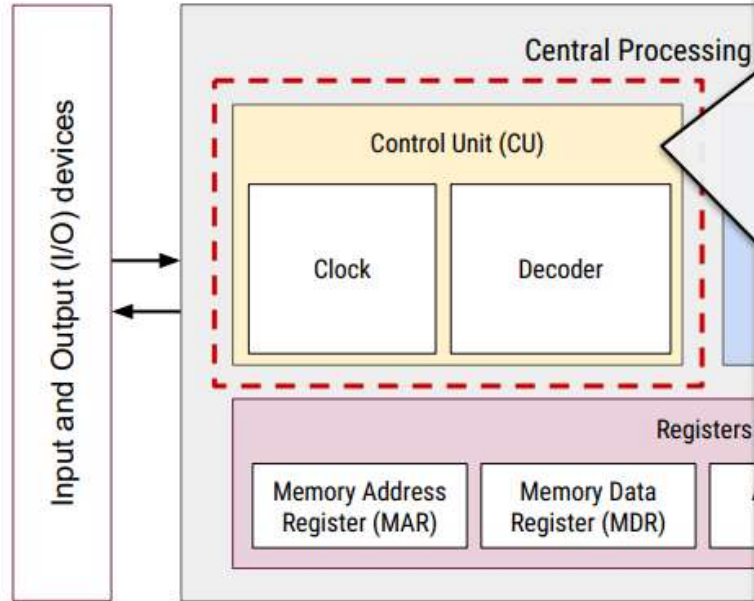 Input and Output (I/O) devices
Central Processing
Control Unit (CU)
Clock
Decoder
Registers
Memory Address
Register (MAR)
Memory Data
Register (MDR)